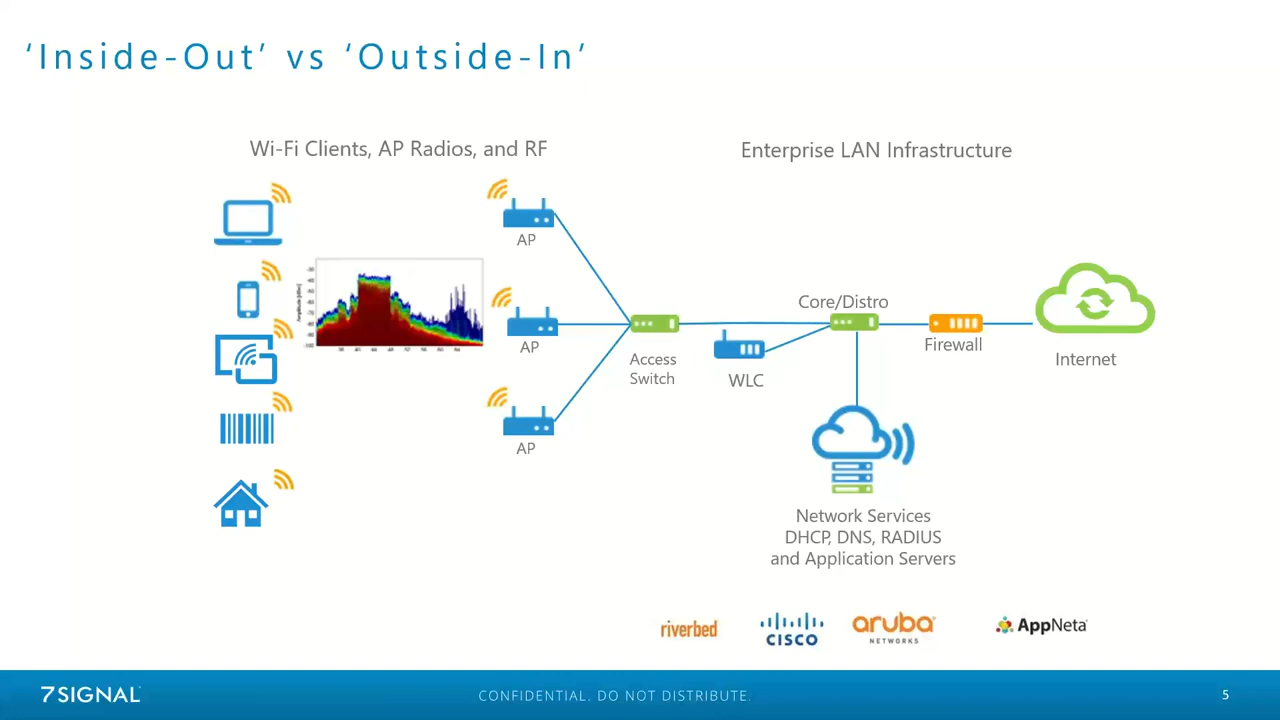 ‘Inside-Out’ vs ‘Outside-In’
Wi-Fi Clients, AP Radios, and RF
Enterprise LAN Infrastructure
AP
AP
AP
Access
Switch
WLC
Core/Distro
Firewall
Internet
Network Services
DHCP, DNS, RADIUS
and Application Servers
riverbed
CISCO
aruba
NETWORKS
AppNeta
7SIGNAL
CONFIDENTIAL. DO NOT DISTRIBUTE.
5